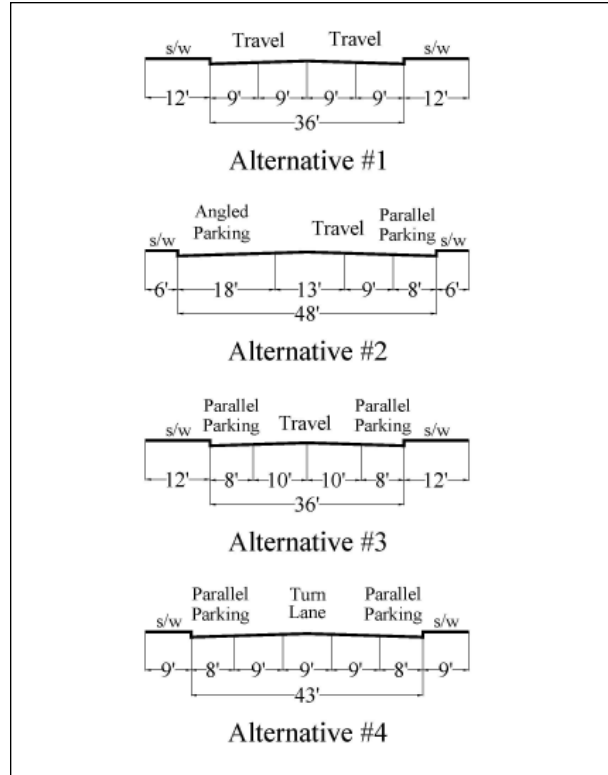 s/w Travel Travel s/w
12' 9' 9' 9' 9' 12'
36'
Alternative #1
Angled Parallel
s/w Parking Travel Parking s/w
6' 18' 13' 9' 8' 6'
48'
Alternative #2
Parallel Parallel
s/w Parking Travel Parking s/w
12' 8' 10' 10' 8' 12'
36'
Alternative #3
Parallel Turn Parallel
s/w Parking Lane Parking s/w
9' 8' 9' 9' 9' 8' 9'
43'
Alternative #4